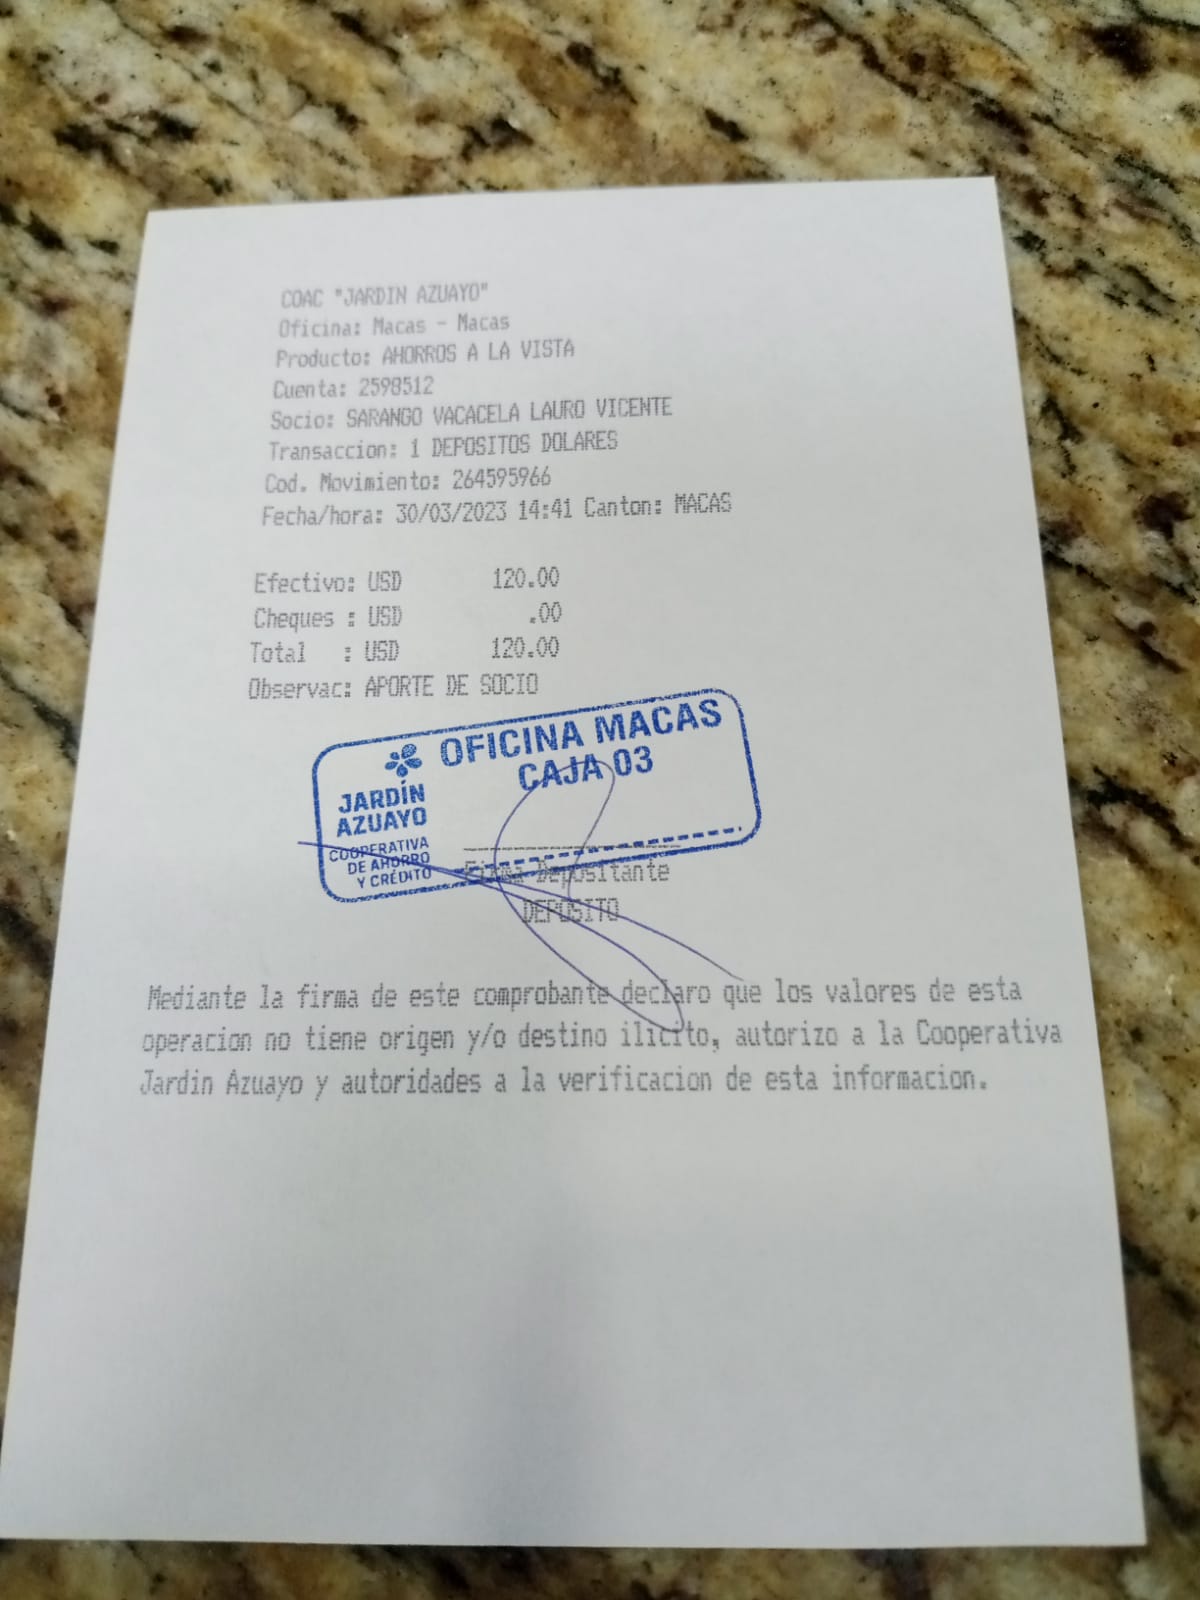 COAC "JARDIN AZUAYO"
Oficina: Macas - Macas
Producto: AHORROS A LA VISTA
Cuenta: 2598512
Socio: SARANGO VACACELA LAURO VICENTE
Transaccion: 1 DEPOSITOS DOLARES
Cod. Movimiento: 264595966
Fecha/hora: 30/03/2023 14:41 Canton: MACAS
Efectivo: USD 120.00
Cheques : USD .00
Total : USD 120.00
Observac: APORTE DE SOCIO
OFICINA MACAS
CAJA 03
JARDÍN
AZUAYO
COOPERATIVA
DE AHORRO
Y CRÉDITO
Firma Depositante
DEPOSITO
Mediante la firma de este comprobante declaro que los valores de esta
operacion no tiene origen y/o destino ilicito, autorizo a la Cooperativa
Jardin Azuayo y autoridades a la verificacion de esta informacion.